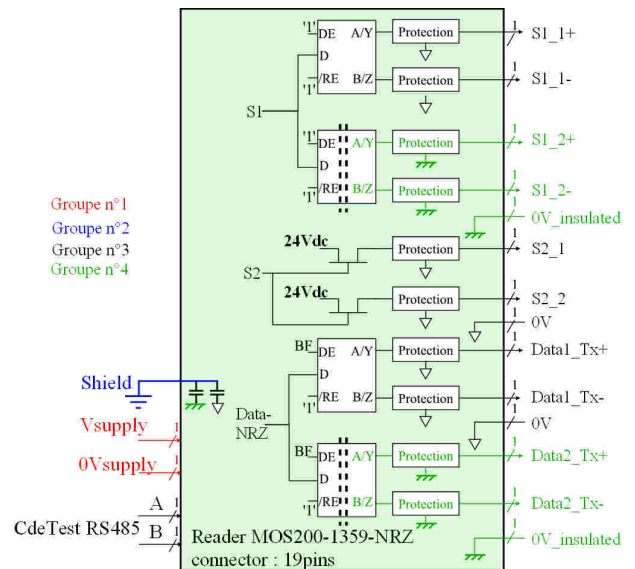 '1' DE A/Y Protection 1 S1_1+
D
/RE B/Z Protection 1 S1_1-
'1'
S1
'1' DE A/Y Protection 1 S1_2+
D
/RE B/Z Protection 1 S1_2-
'1'
1 0V_insulated
Groupe n°1
Groupe n°2
Groupe n°3
Groupe n°4
24Vdc Protection 1 S2_1
S2
24Vdc Protection 1 S2_2
1 0V
BF DE A/Y Protection 1 Data1_Tx+
D
/RE B/Z Protection 1 Data1_Tx-
'1'
1 0V
Shield
Data-
NRZ
Vsupply 1
0Vsupply 1
BF DE A/Y Protection 1 Data2_Tx+
D
/RE B/Z Protection 1 Data2_Tx-
'1'
A 1
CdeTest RS485
B 1
Reader MOS200-1359-NRZ
connector : 19pins
1 0V_insulated